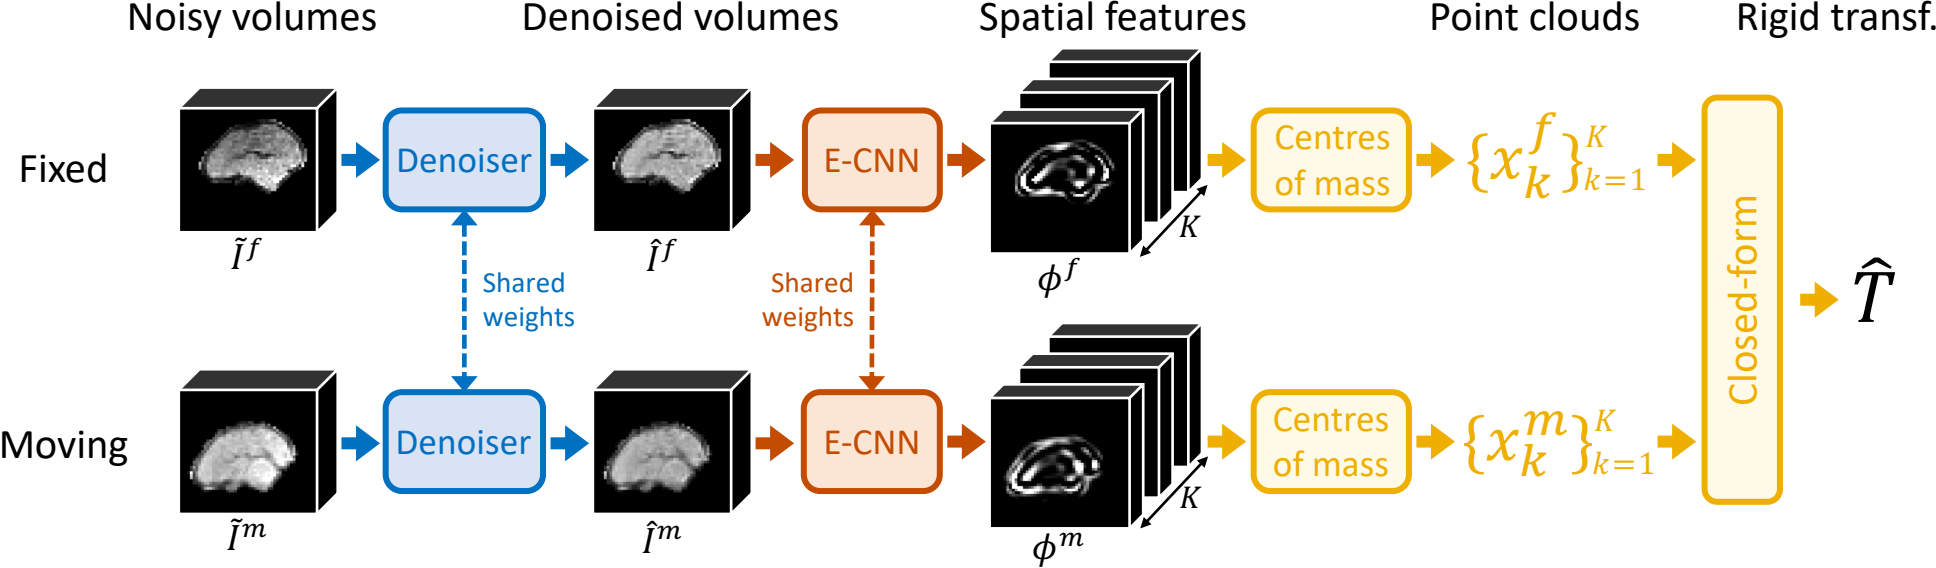 Noisy volumes Denoised volumes Spatial features Point clouds Rigid transf.
Fixed
Denoiser
E-CNN
Centres
of mass
{x_k^f}_{k=1}^K
Ĩ^f
Î^f
K
ϕ^f
Shared
weights
Shared
weights
Closed-form
T̂
Moving
Denoiser
E-CNN
Centres
of mass
{x_k^m}_{k=1}^K
Ĩ^m
Î^m
K
ϕ^m